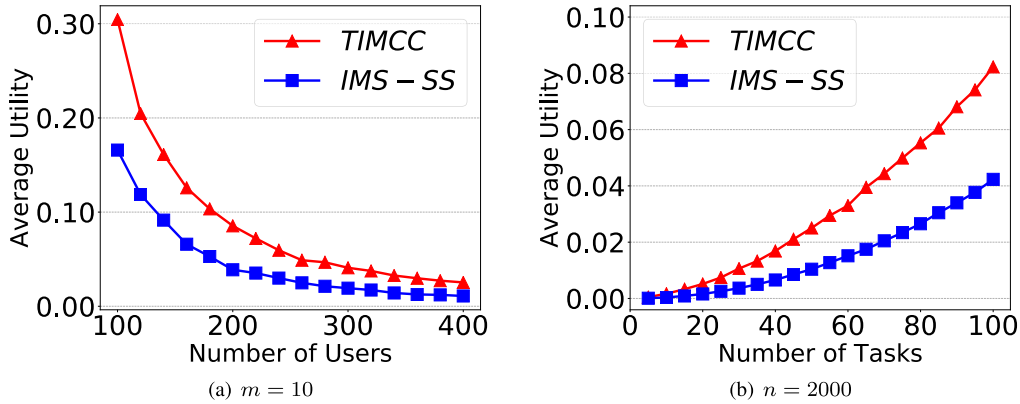 0.30
0.20
0.10
0.00
Average Utility
TIMCC
IMS – SS
100
200
300
400
Number of Users
(a) m = 10
0.10
0.08
0.06
0.04
0.02
0.00
Average Utility
TIMCC
IMS – SS
0
20
40
60
80
100
Number of Tasks
(b) n = 2000